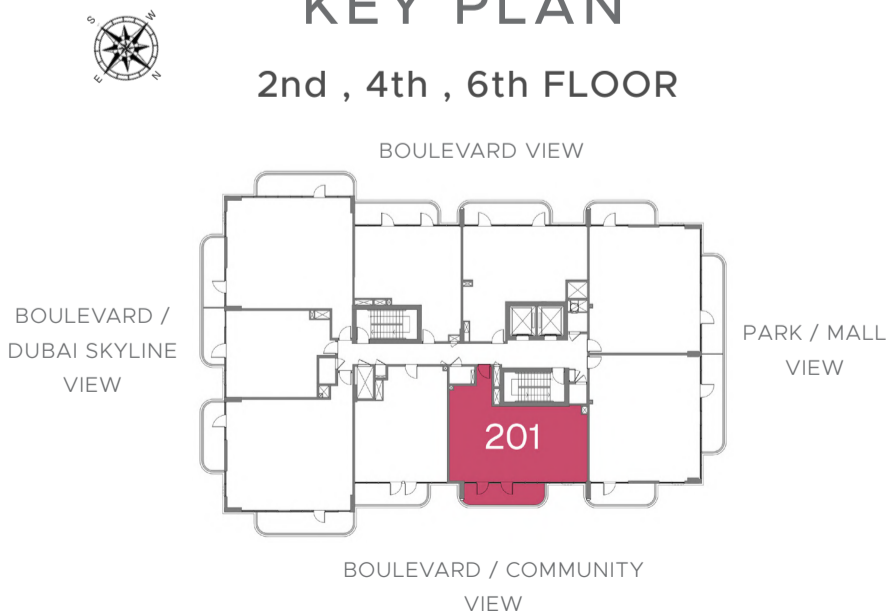 KEY PLAN
S
W
E
N
2nd , 4th , 6th FLOOR
BOULEVARD VIEW
BOULEVARD /
DUBAI SKYLINE
VIEW
PARK / MALL
VIEW
201
BOULEVARD / COMMUNITY
VIEW